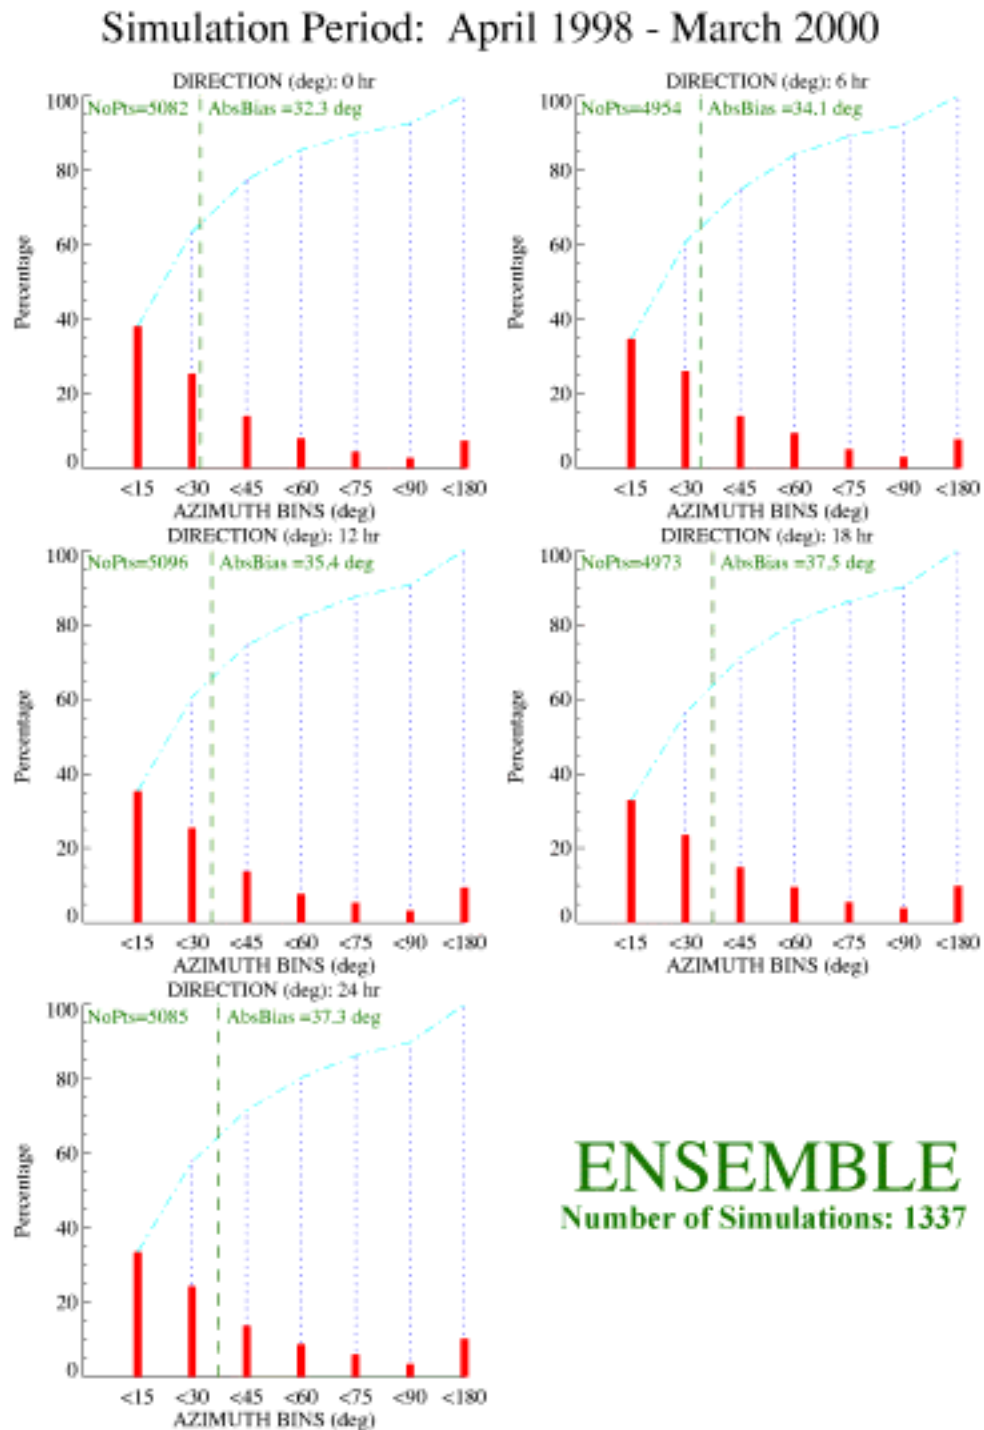 Simulation Period: April 1998 - March 2000
DIRECTION (deg): 0 hr
NoPts=5082 AbsBias =32.3 deg
100
80
60
40
20
0
Percentage
<15 <30 <45 <60 <75 <90 <180
AZIMUTH BINS (deg)
DIRECTION (deg): 6 hr
NoPts=4954 AbsBias =34.1 deg
100
80
60
40
20
0
Percentage
<15 <30 <45 <60 <75 <90 <180
AZIMUTH BINS (deg)
DIRECTION (deg): 12 hr
NoPts=5096 AbsBias =35.4 deg
100
80
60
40
20
0
Percentage
<15 <30 <45 <60 <75 <90 <180
AZIMUTH BINS (deg)
DIRECTION (deg): 18 hr
NoPts=4973 AbsBias =37.5 deg
100
80
60
40
20
0
Percentage
<15 <30 <45 <60 <75 <90 <180
AZIMUTH BINS (deg)
DIRECTION (deg): 24 hr
NoPts=5085 AbsBias =37.3 deg
100
80
60
40
20
0
Percentage
<15 <30 <45 <60 <75 <90 <180
AZIMUTH BINS (deg)
ENSEMBLE
Number of Simulations: 1337